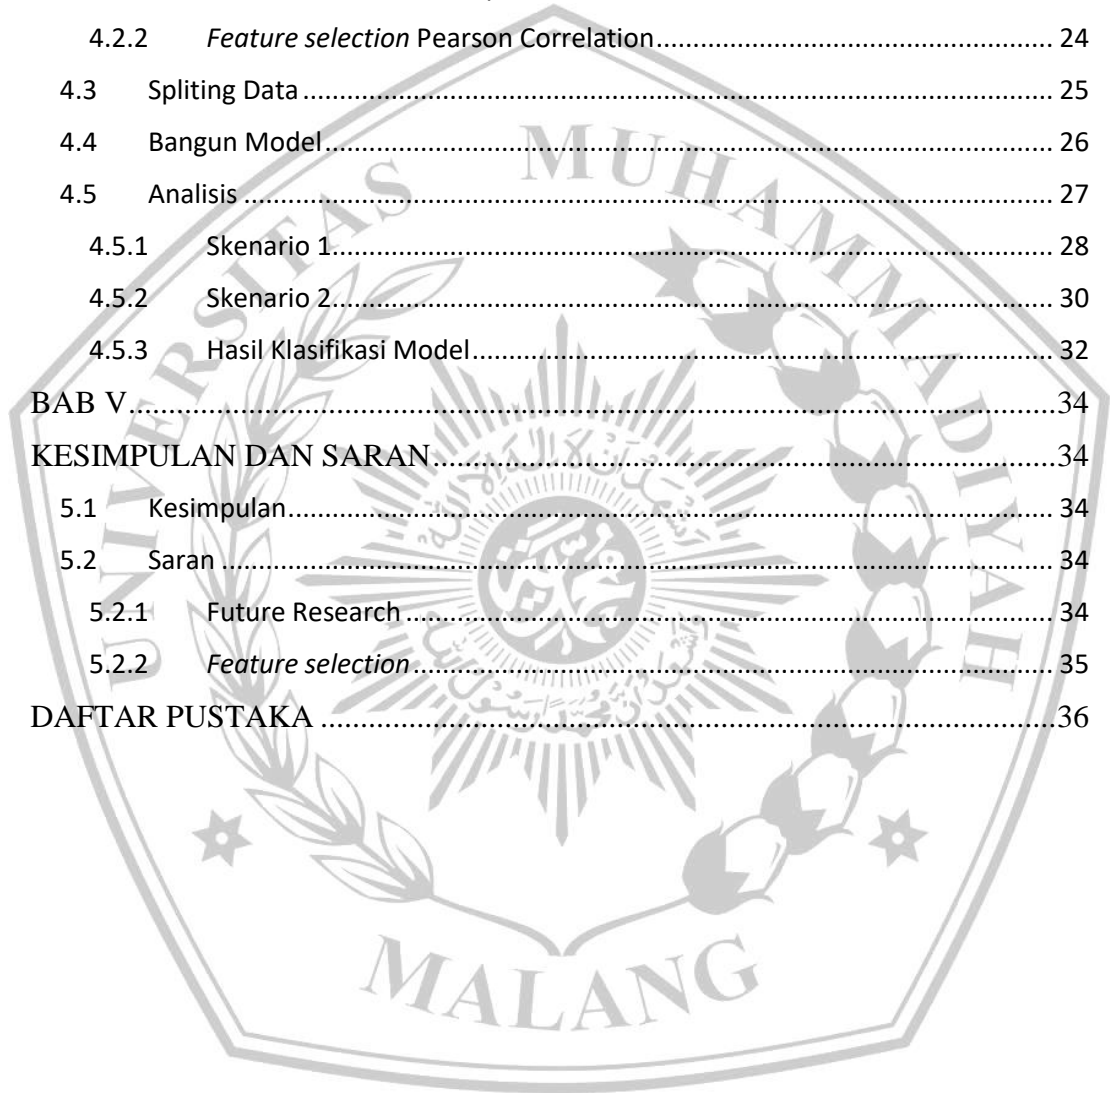 4.2.2 Feature selection Pearson Correlation........................................................ 24
4.3 Spliting Data........................................................ 25
4.4 Bangun Model........................................................ 26
4.5 Analisis........................................................ 27
4.5.1 Skenario 1........................................................ 28
4.5.2 Skenario 2........................................................ 30
4.5.3 Hasil Klasifikasi Model........................................................ 32
BAB V........................................................34
KESIMPULAN DAN SARAN........................................................34
5.1 Kesimpulan........................................................ 34
5.2 Saran........................................................ 34
5.2.1 Future Research........................................................ 34
5.2.2 Feature selection........................................................ 35
DAFTAR PUSTAKA........................................................36
UNIVERSITAS MUHAMMADIYAH
MALANG